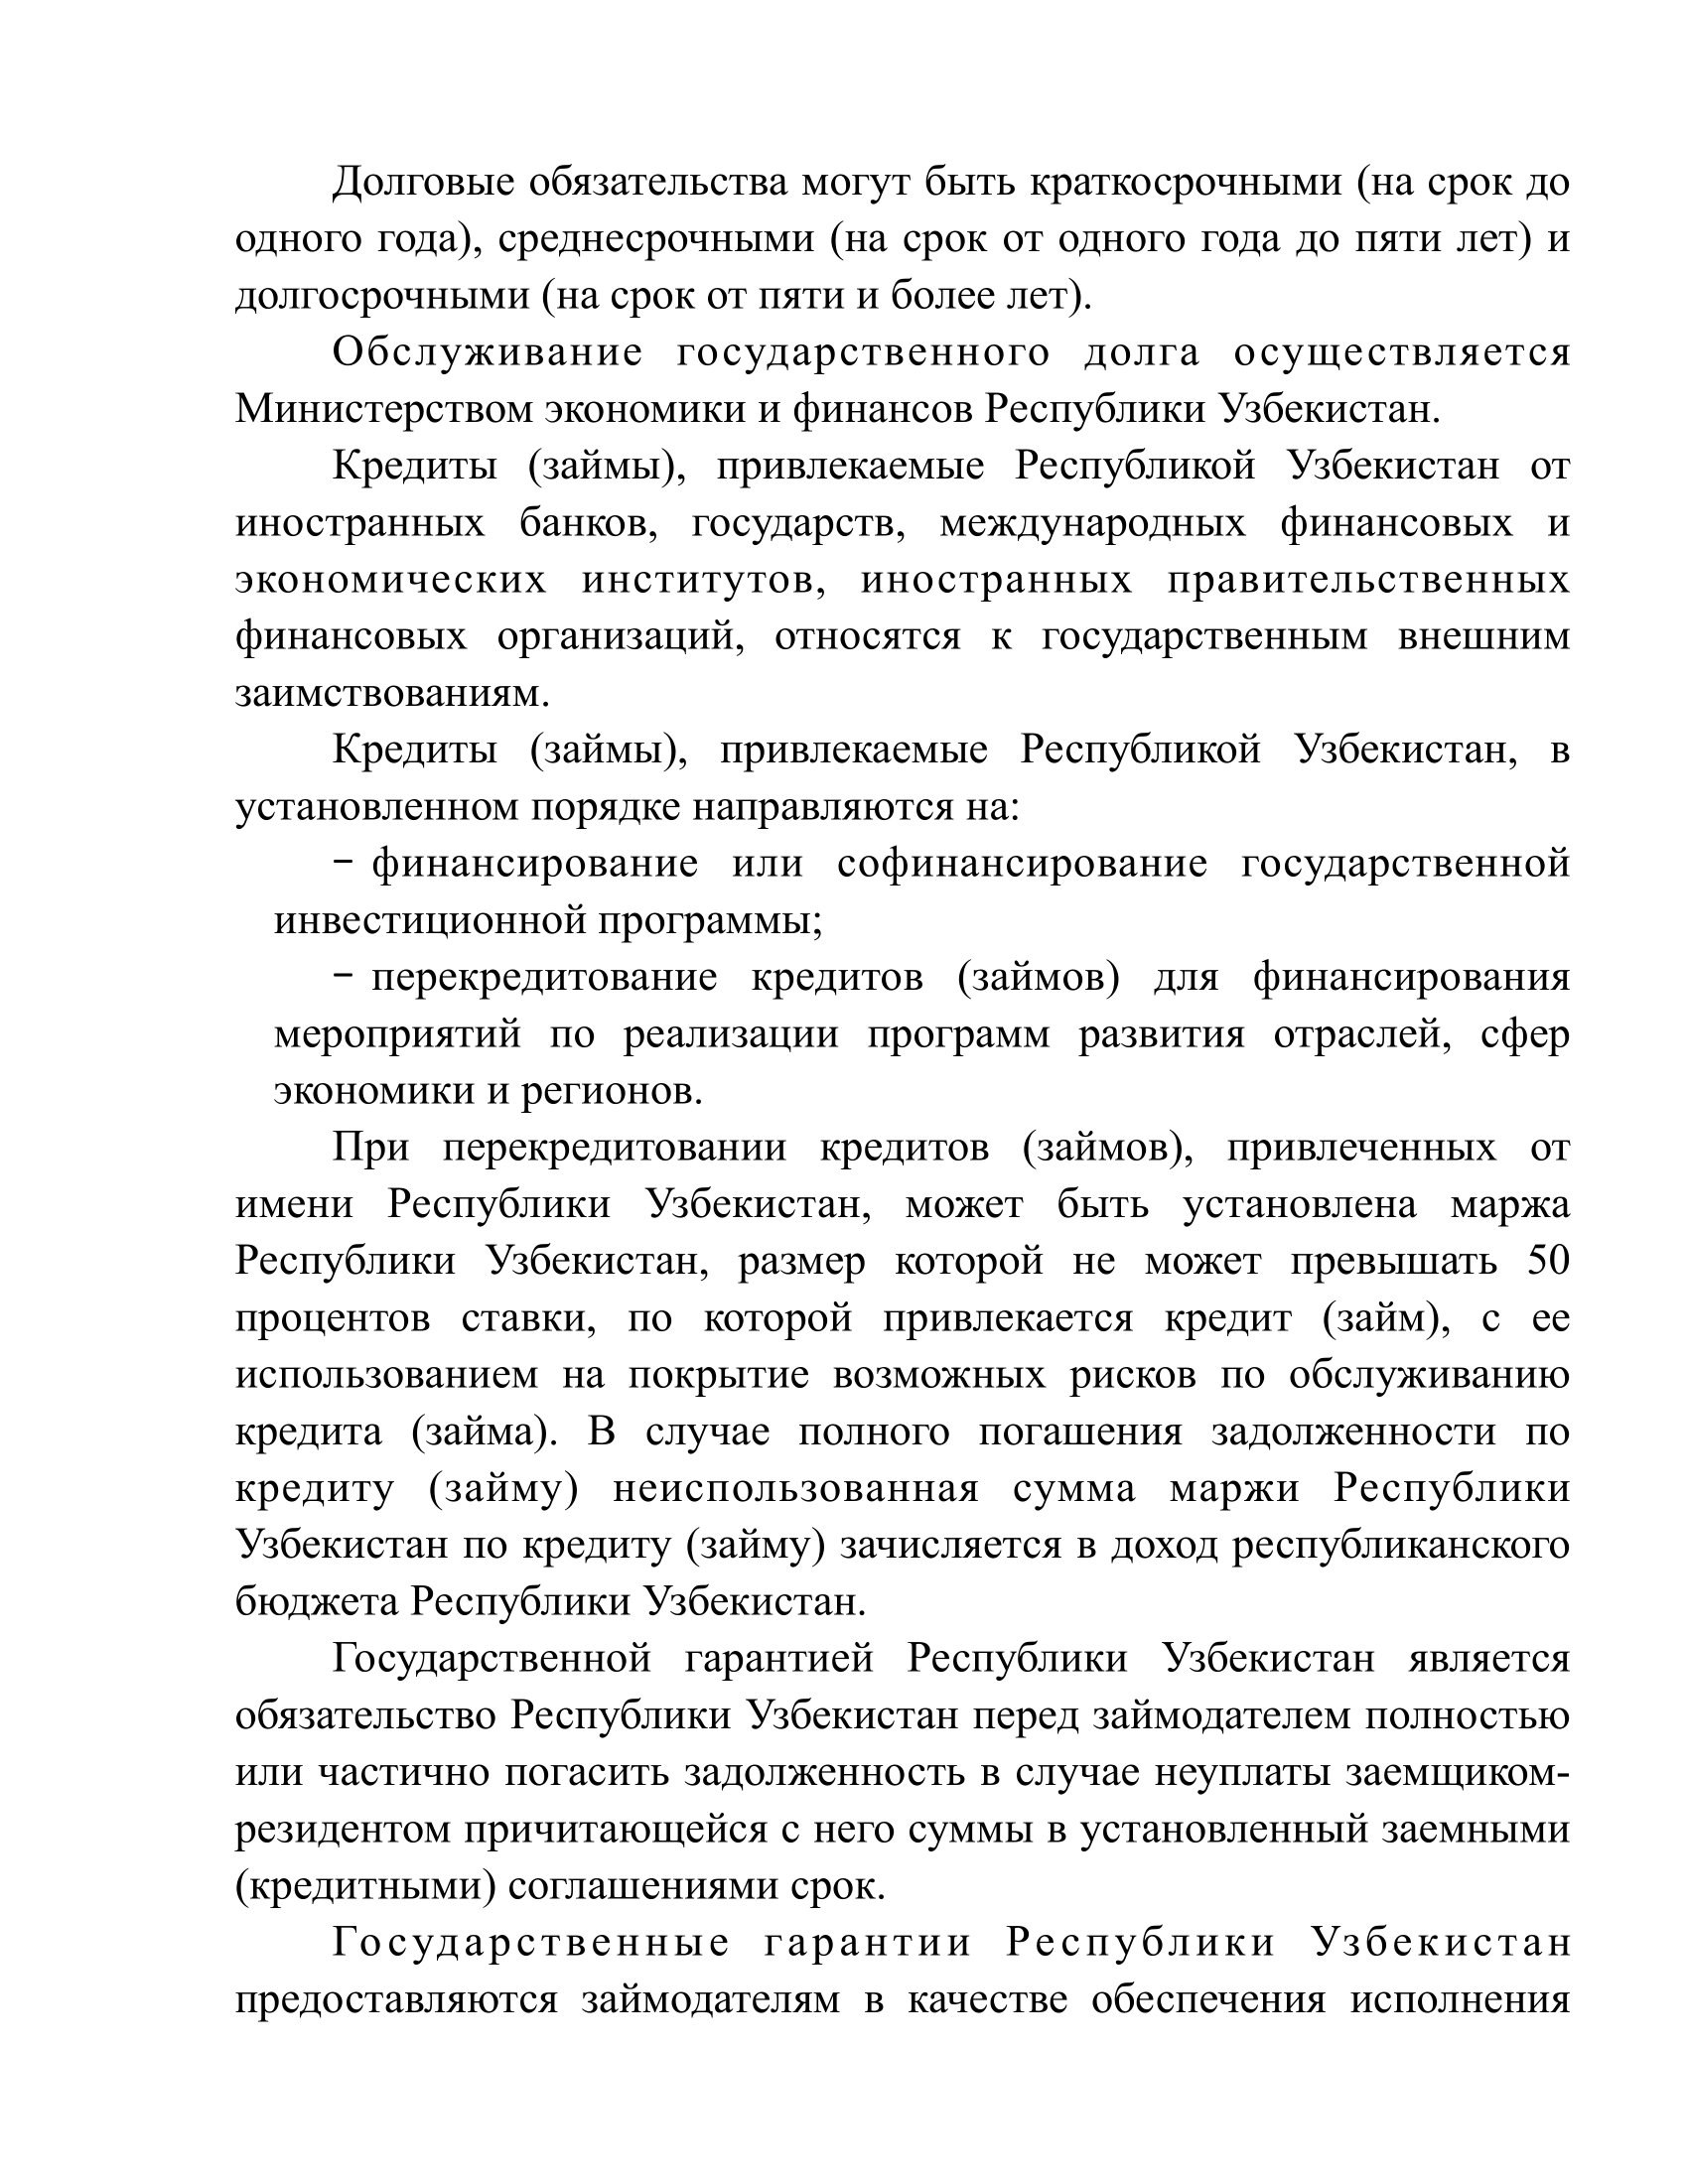 Долговые обязательства могут быть краткосрочными (на срок до
одного года), среднесрочными (на срок от одного года до пяти лет) и
долгосрочными (на срок от пяти и более лет).
Обслуживание государственного долга осуществляется
Министерством экономики и финансов Республики Узбекистан.
Кредиты (займы), привлекаемые Республикой Узбекистан от
иностранных банков, государств, международных финансовых и
экономических институтов, иностранных правительственных
финансовых организаций, относятся к государственным внешним
заимствованиям.
Кредиты (займы), привлекаемые Республикой Узбекистан, в
установленном порядке направляются на:
− финансирование или софинансирование государственной
инвестиционной программы;
− перекредитование кредитов (займов) для финансирования
мероприятий по реализации программ развития отраслей, сфер
экономики и регионов.
При перекредитовании кредитов (займов), привлеченных от
имени Республики Узбекистан, может быть установлена маржа
Республики Узбекистан, размер которой не может превышать 50
процентов ставки, по которой привлекается кредит (займ), с ее
использованием на покрытие возможных рисков по обслуживанию
кредита (займа). В случае полного погашения задолженности по
кредиту (займу) неиспользованная сумма маржи Республики
Узбекистан по кредиту (займу) зачисляется в доход республиканского
бюджета Республики Узбекистан.
Государственной гарантией Республики Узбекистан является
обязательство Республики Узбекистан перед займодателем полностью
или частично погасить задолженность в случае неуплаты заемщиком-
резидентом причитающейся с него суммы в установленный заемными
(кредитными) соглашениями срок.
Государственные гарантии Республики Узбекистан
предоставляются займодателям в качестве обеспечения исполнения